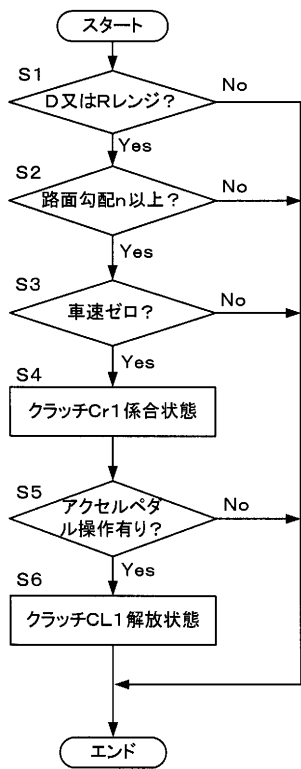 スタート
S1
D又はRレンジ?
No
Yes
S2
路面勾配n以上?
No
Yes
S3
車速ゼロ?
No
Yes
S4
クラッチCr1係合状態
S5
アクセルペダ
ル操作有り?
No
Yes
S6
クラッチCL1解放状態
エンド